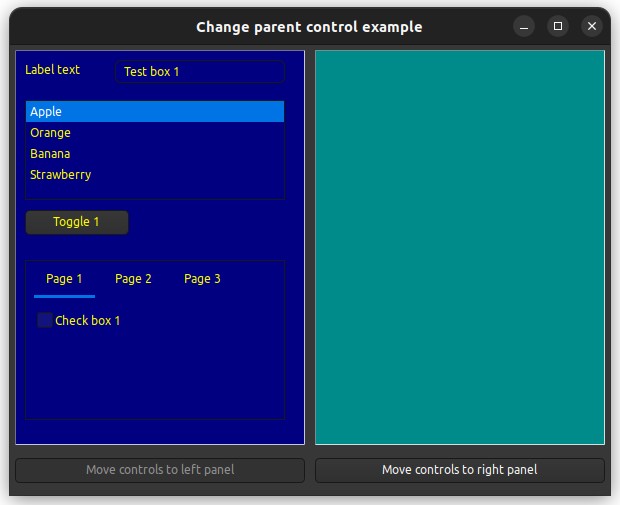 Change parent control example
Label text
Test box 1
Apple
Orange
Banana
Strawberry
Toggle 1
Page 1 Page 2 Page 3
Check box 1
Move controls to left panel
Move controls to right panel